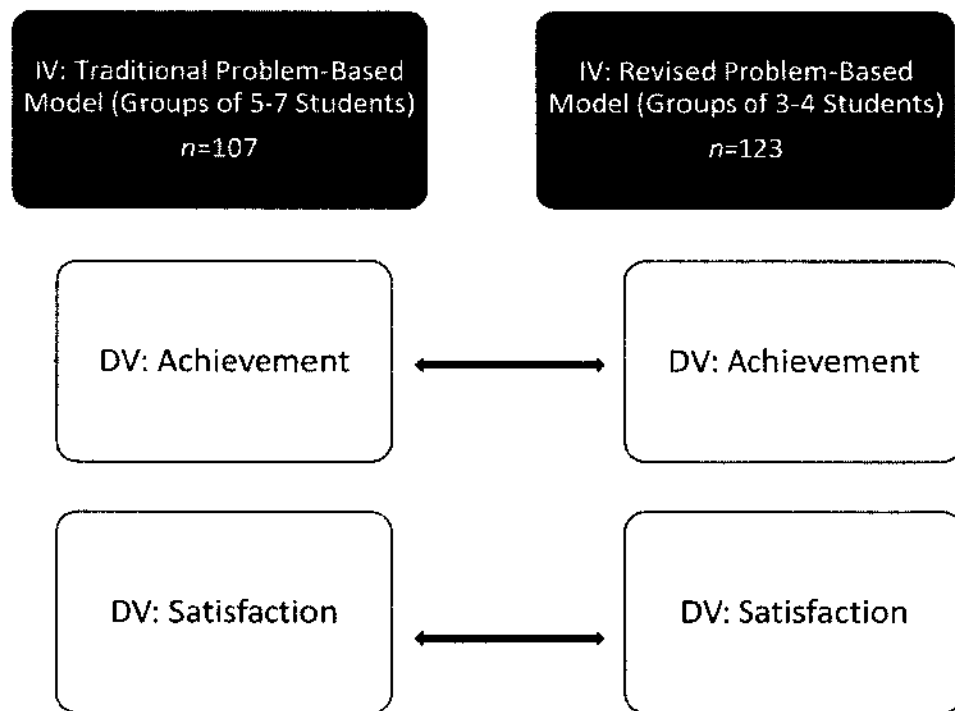 IV: Traditional Problem-Based
Model (Groups of 5-7 Students)
n=107
IV: Revised Problem-Based
Model (Groups of 3-4 Students)
n=123
DV: Achievement
DV: Achievement
DV: Satisfaction
DV: Satisfaction